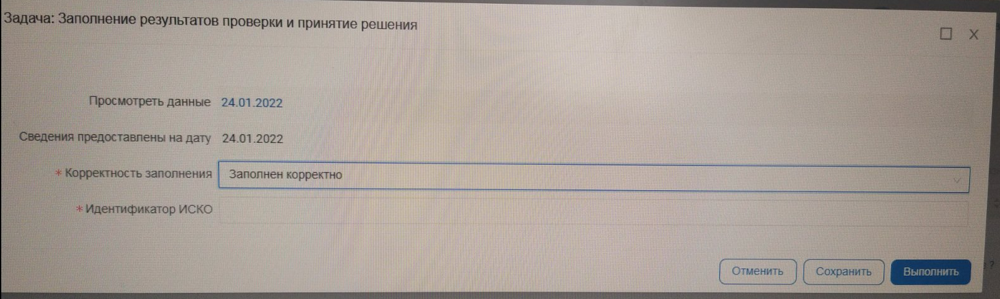 Задача: Заполнение результатов проверки и принятие решения
X
Просмотреть данные 24.01.2022
Сведения предоставлены на дату 24.01.2022
* Корректность заполнения Заполнен корректно
* Идентификатор ИСКО
Отменить Сохранить Выполнить
?